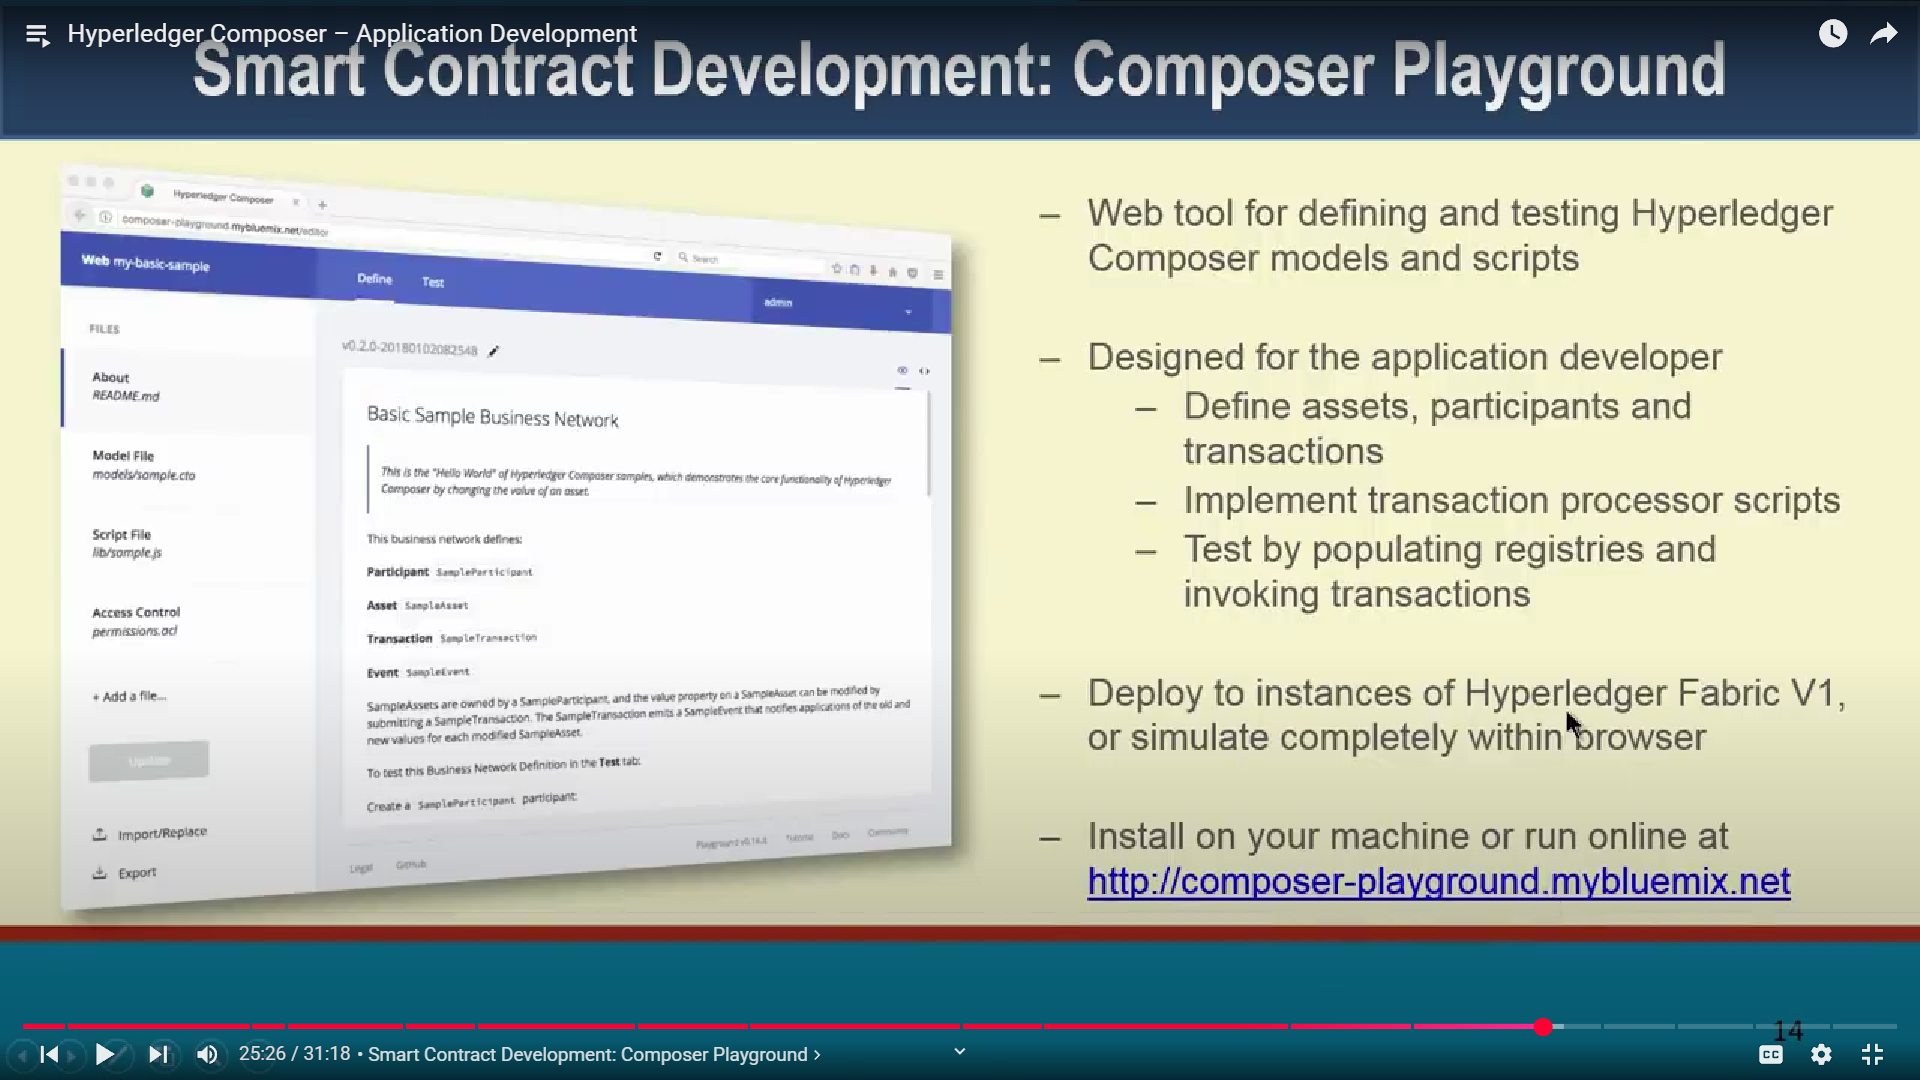 Hyperledger Composer – Application Development
Smart Contract Development: Composer Playground
Hyperledger Composer
composer-playground.mybluemix.net/editor
Search
Web my-basic-sample
Define
Test
admin
FILES
About
README.md
Model File
models/sample.cto
Script File
lib/sample.js
Access Control
permissions.acl
+ Add a file...
Update
Import/Replace
Export
v0.2.0-20180102082548
Basic Sample Business Network
This is the "Hello World" of Hyperledger Composer samples, which demonstrates the core functionality of Hyperledger
Composer by changing the value of an asset.
This business network defines:
Participant SampleParticipant
Asset SampleAsset
Transaction SampleTransaction
Event SampleEvent
SampleAssets are owned by a SampleParticipant, and the value property on a SampleAsset can be modified by
submitting a SampleTransaction. The SampleTransaction emits a SampleEvent that notifies applications of the old and
new values for each modified SampleAsset.
To test this Business Network Definition in the Test tab:
Create a SampleParticipant participant:
Legal
GitHub
Playground
Tutorial
Docs
Community
– Web tool for defining and testing Hyperledger
Composer models and scripts
– Designed for the application developer
– Define assets, participants and
transactions
– Implement transaction processor scripts
– Test by populating registries and
invoking transactions
– Deploy to instances of Hyperledger Fabric V1,
or simulate completely within browser
– Install on your machine or run online at
http://composer-playground.mybluemix.net
14
25:26 / 31:18 • Smart Contract Development: Composer Playground
CC